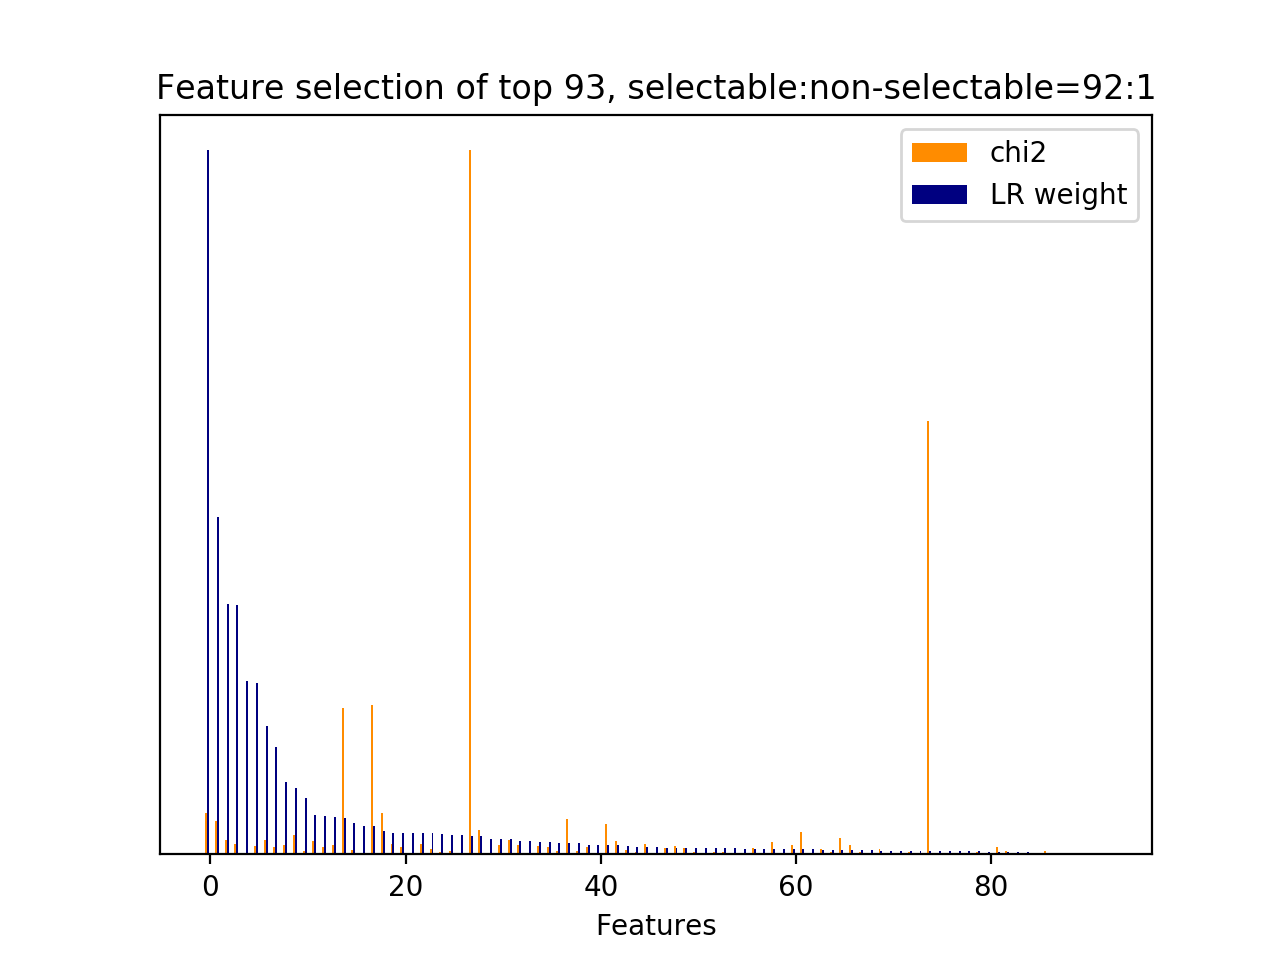 Feature selection of top 93, selectable:non-selectable=92:1
chi2
LR weight
0 20 40 60 80
Features